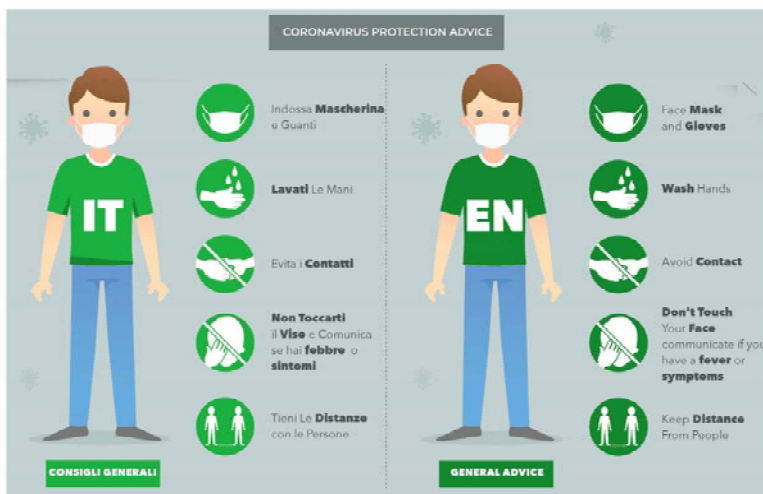 CORONAVIRUS PROTECTION ADVICE
IT
Indossa Mascherina
e Guanti
Lavati Le Mani
Evita i Contatti
Non Toccarti
il Viso e Comunica
se hai febbre o
sintomi
Tieni Le Distanze
con le Persone
CONSIGLI GENERALI
EN
Face Mask
and Gloves
Wash Hands
Avoid Contact
Don't Touch
Your Face
communicate if you
have a fever or
symptoms
Keep Distance
From People
GENERAL ADVICE